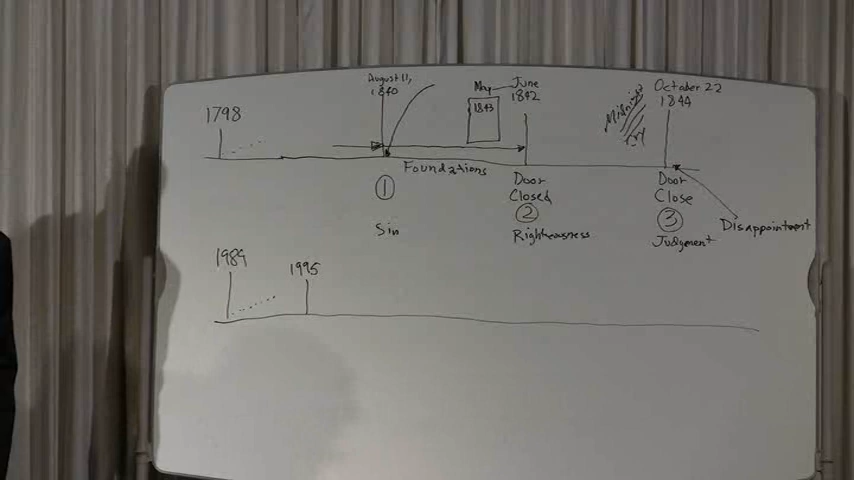 August 11,
1840
1798
May
1843
June
1842
Midnight
Cry
October 22
1844
Foundations
1
Sin
Door
Closed
2
Righteasness
Door
Close
3
Judgement
Disappointment
1989
1995